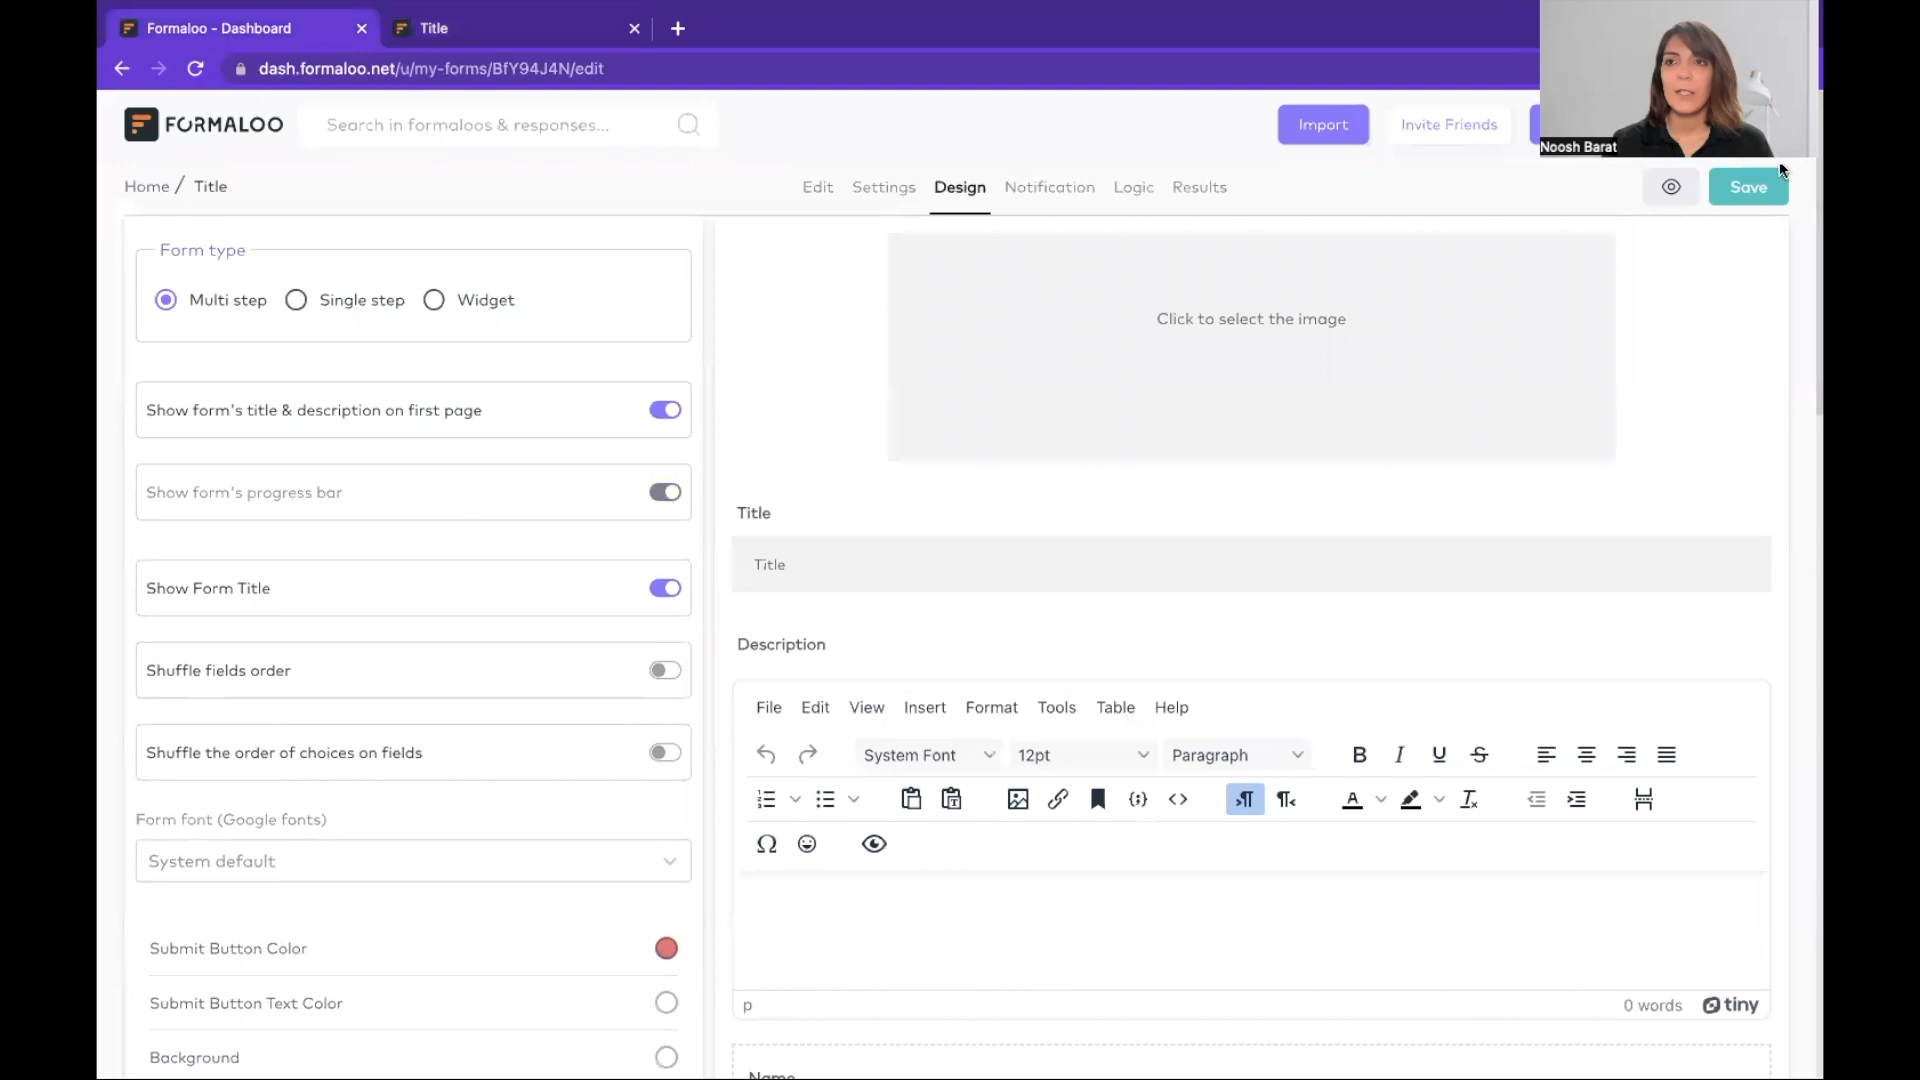 Formaloo - Dashboard
Title
dash.formaloo.net/u/my-forms/BfY94J4N/edit
FORMALOO
Search in formaloos & responses...
Import
Invite Friends
Noosh Barat
Home / Title
Edit
Settings
Design
Notification
Logic
Results
Save
Form type
Multi step
Single step
Widget
Show form's title & description on first page
Show form's progress bar
Show Form Title
Shuffle fields order
Shuffle the order of choices on fields
Form font (Google fonts)
System default
Submit Button Color
Submit Button Text Color
Background
Click to select the image
Title
Title
Description
File Edit View Insert Format Tools Table Help
System Font 12pt Paragraph
p
0 words
tiny
Name